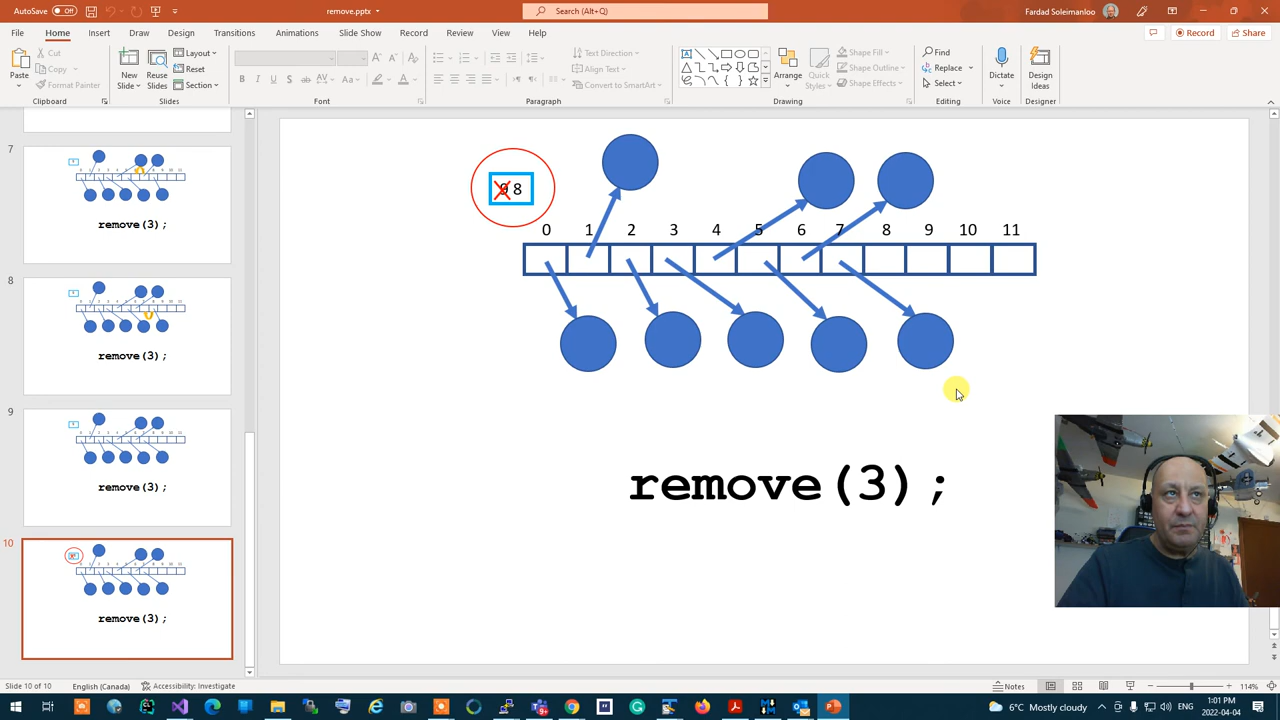 AutoSave Off remove.pptx Search (Alt+Q) Fardad Soleimanloo
File Home Insert Draw Design Transitions Animations Slide Show Record Review View Help Record Share
Paste Cut Copy Format Painter
New Slides Reuse Slides Layout Reset Section
Text Direction Align Text Convert to SmartArt
Arrange Quick Styles Shape Fill Shape Outline Shape Effects
Find Replace Select
Dictate Design Ideas
Clipboard Slides Font Paragraph Drawing Editing Voice Designer
7
remove(3);
8
remove(3);
9
remove(3);
10
remove(3);
9 8
0 1 2 3 4 5 6 7 8 9 10 11
remove(3);
Slide 10 of 10 English (Canada) Accessibility: Investigate Notes 114%
6°C Mostly cloudy ENG 1:01 PM
2022-04-04